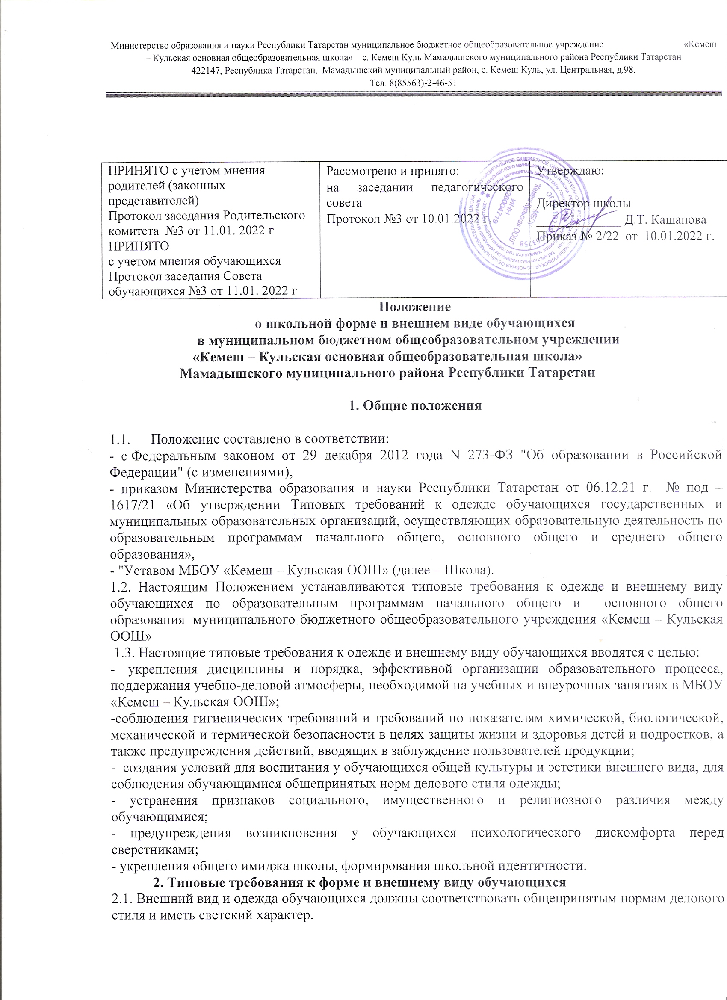 Министерство образования и науки Республики Татарстан муниципальное бюджетное общеобразовательное учреждение «Кемеш
– Кульская основная общеобразовательная школа» с. Кемеш Куль Мамадышского муниципального района Республики Татарстан
422147, Республика Татарстан, Мамадышский муниципальный район, с. Кемеш Куль, ул. Центральная, д.98.
Тел. 8(85563)-2-46-51
ПРИНЯТО с учетом мнения
родителей (законных
представителей)
Протокол заседания Родительского
комитета №3 от 11.01. 2022 г
ПРИНЯТО
с учетом мнения обучающихся
Протокол заседания Совета
обучающихся №3 от 11.01. 2022 г
Рассмотрено и принято:
на заседании педагогического
совета
Протокол №3 от 10.01.2022 г.
Утверждаю:
Директор школы
Д.Т. Кашапова
Приказ № 2/22 от 10.01.2022 г.
ИНН
МБОУ
"Кемеш-Кульская ООШ"
Положение
о школьной форме и внешнем виде обучающихся
в муниципальном бюджетном общеобразовательном учреждении
«Кемеш – Кульская основная общеобразовательная школа»
Мамадышского муниципального района Республики Татарстан
1. Общие положения
1.1. Положение составлено в соответствии:
- с Федеральным законом от 29 декабря 2012 года N 273-ФЗ "Об образовании в Российской
Федерации" (с изменениями),
- приказом Министерства образования и науки Республики Татарстан от 06.12.21 г. № под –
1617/21 «Об утверждении Типовых требований к одежде обучающихся государственных и
муниципальных образовательных организаций, осуществляющих образовательную деятельность по
образовательным программам начального общего, основного общего и среднего общего
образования»,
- "Уставом МБОУ «Кемеш – Кульская ООШ» (далее – Школа).
1.2. Настоящим Положением устанавливаются типовые требования к одежде и внешнему виду
обучающихся по образовательным программам начального общего и основного общего
образования муниципального бюджетного общеобразовательного учреждения «Кемеш – Кульская
ООШ»
1.3. Настоящие типовые требования к одежде и внешнему виду обучающихся вводятся с целью:
- укрепления дисциплины и порядка, эффективной организации образовательного процесса,
поддержания учебно-деловой атмосферы, необходимой на учебных и внеурочных занятиях в МБОУ
«Кемеш – Кульская ООШ»;
-соблюдения гигиенических требований и требований по показателям химической, биологической,
механической и термической безопасности в целях защиты жизни и здоровья детей и подростков, а
также предупреждения действий, вводящих в заблуждение пользователей продукции;
- создания условий для воспитания у обучающихся общей культуры и эстетики внешнего вида, для
соблюдения обучающимися общепринятых норм делового стиля одежды;
- устранения признаков социального, имущественного и религиозного различия между
обучающимися;
- предупреждения возникновения у обучающихся психологического дискомфорта перед
сверстниками;
- укрепления общего имиджа школы, формирования школьной идентичности.
2. Типовые требования к форме и внешнему виду обучающихся
2.1. Внешний вид и одежда обучающихся должны соответствовать общепринятым нормам делового
стиля и иметь светский характер.